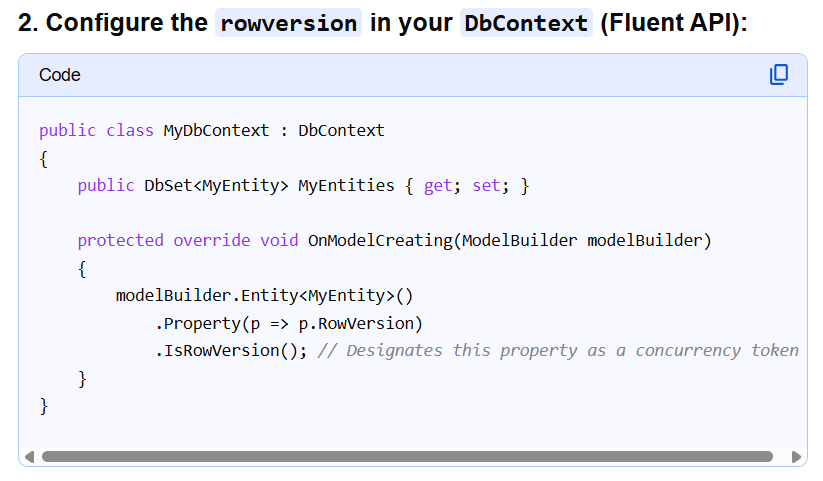 2. Configure the rowversion in your DbContext (Fluent API):
Code
public class MyDbContext : DbContext
{
    public DbSet<MyEntity> MyEntities { get; set; }

    protected override void OnModelCreating(ModelBuilder modelBuilder)
    {
        modelBuilder.Entity<MyEntity>()
            .Property(p => p.RowVersion)
            .IsRowVersion(); // Designates this property as a concurrency token
    }
}